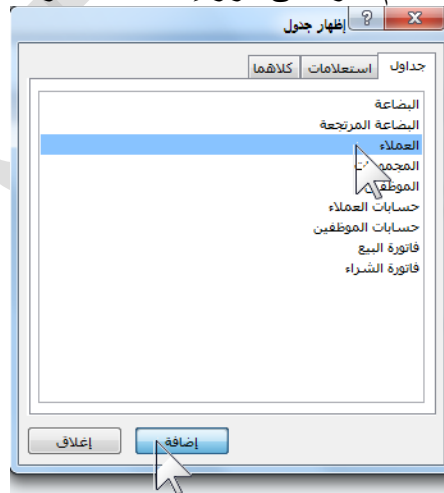 إظهار جدول
جداول استعلامات كلاهما
البضاعة
البضاعة المرتجعة
العملاء
حسابات العملاء
حسابات الموظفين
فاتورة البيع
فاتورة الشراء
إضافة إغلاق